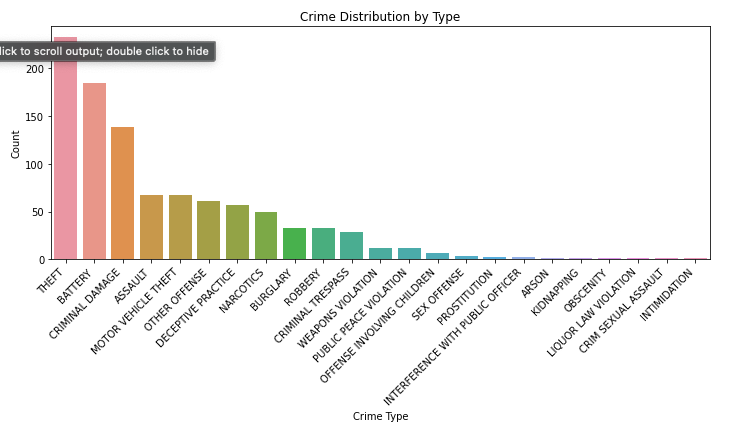 Crime Distribution by Type
lick to scroll output; double click to hide
Count
200
150
100
50
0
THEFT
BATTERY
CRIMINAL DAMAGE
ASSAULT
MOTOR VEHICLE THEFT
OTHER OFFENSE
DECEPTIVE PRACTICE
NARCOTICS
BURGLARY
ROBBERY
CRIMINAL TRESPASS
WEAPONS VIOLATION
PUBLIC PEACE VIOLATION
OFFENSE INVOLVING CHILDREN
SEX OFFENSE
PROSTITUTION
INTERFERENCE WITH PUBLIC OFFICER
ARSON
KIDNAPPING
OBSCENITY
LIQUOR LAW VIOLATION
CRIM SEXUAL ASSAULT
INTIMIDATION
Crime Type